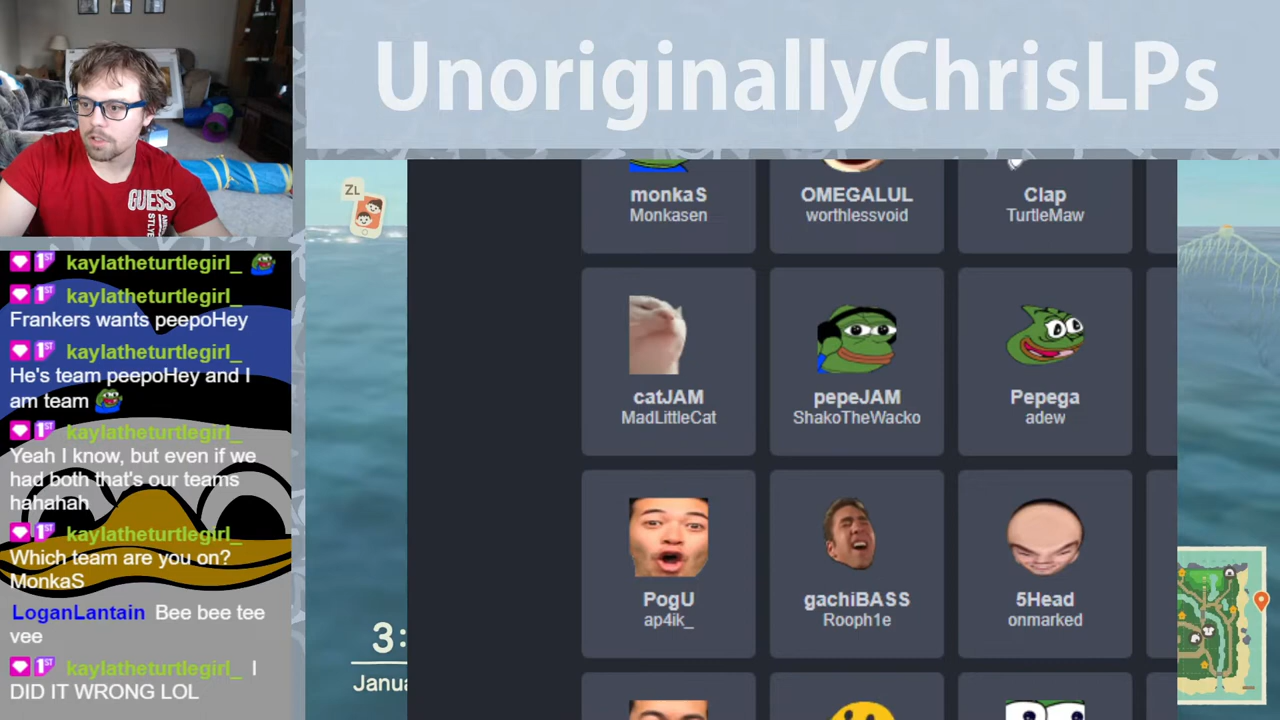 UnoriginallyChrisLPs
GUESS
kaylatheturtlegirl_
kaylatheturtlegirl_
Frankers wants peepoHey
kaylatheturtlegirl_
He's team peepoHey and I
am team
kaylatheturtlegirl_
Yeah I know, but even if we
had both that's our teams
hahahah
kaylatheturtlegirl_
Which team are you on?
MonkaS
LoganLantain Bee bee tee
vee
kaylatheturtlegirl_ I
DID IT WRONG LOL
ZL
3:
Janua
monkaS
Monkasen
OMEGALUL
worthlessvoid
Clap
TurtleMaw
catJAM
MadLittleCat
pepeJAM
ShakoTheWacko
Pepega
adew
PogU
ap4ik_
gachiBASS
Rooph1e
5Head
onmarked